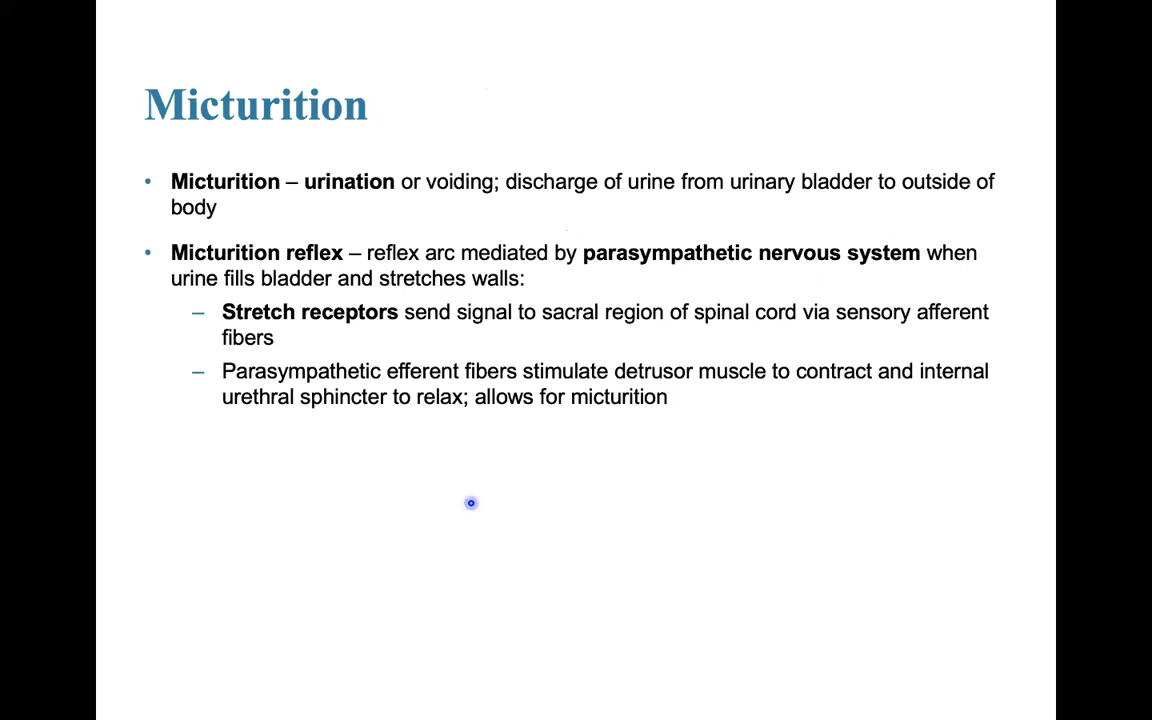 Micturition
• Micturition – urination or voiding; discharge of urine from urinary bladder to outside of
body
• Micturition reflex – reflex arc mediated by parasympathetic nervous system when
urine fills bladder and stretches walls:
– Stretch receptors send signal to sacral region of spinal cord via sensory afferent
fibers
– Parasympathetic efferent fibers stimulate detrusor muscle to contract and internal
urethral sphincter to relax; allows for micturition